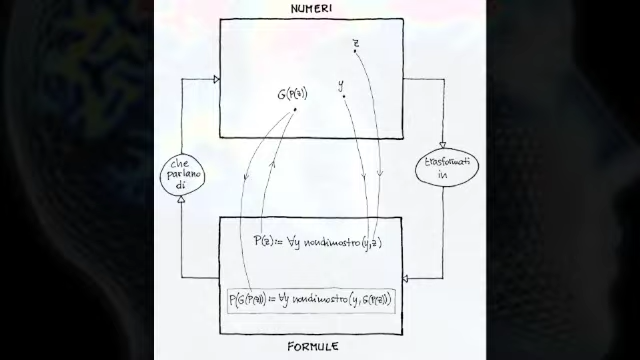 NUMERI
z
y
G(P(z))
che
parlano
di
trasformati
in
P(z):= ∀y nondimostro(y,z)
P(G(P(z))):= ∀y nondimostro(y, G(P(z)))
FORMULE